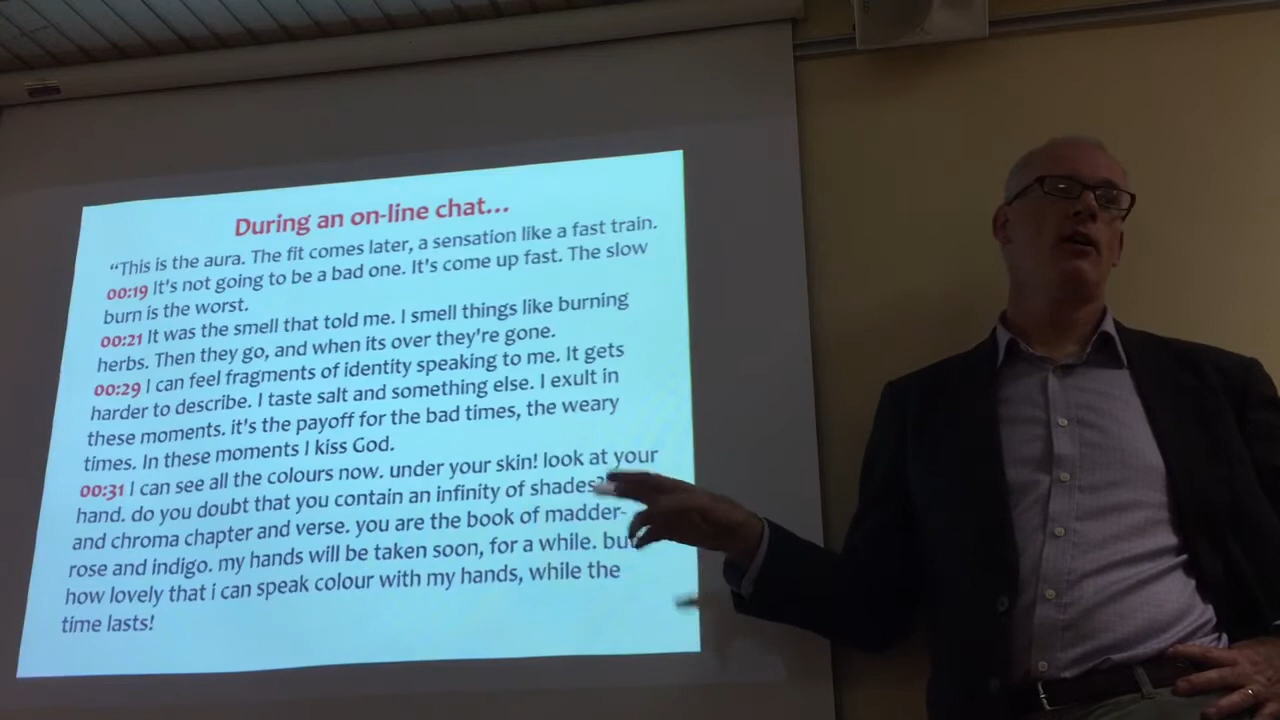 During an on-line chat...
"This is the aura. The fit comes later, a sensation like a fast train.
00:19 It's not going to be a bad one. It's come up fast. The slow
burn is the worst.
00:21 It was the smell that told me. I smell things like burning
herbs. Then they go, and when its over they're gone.
00:29 I can feel fragments of identity speaking to me. It gets
harder to describe. I taste salt and something else. I exult in
these moments. it's the payoff for the bad times, the weary
times. In these moments I kiss God.
00:31 I can see all the colours now. under your skin! look at your
hand. do you doubt that you contain an infinity of shades?
and chroma chapter and verse. you are the book of madder-
rose and indigo. my hands will be taken soon, for a while. but
how lovely that i can speak colour with my hands, while the
time lasts!